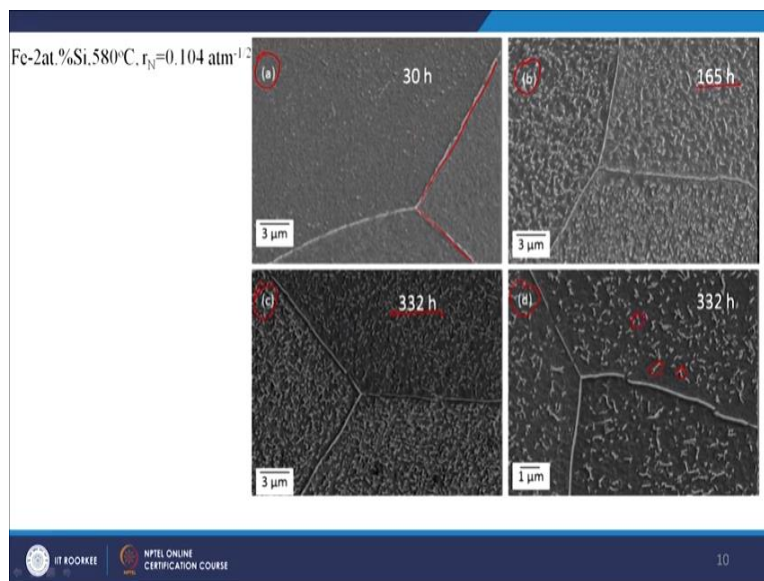 Fe-2at.%Si,580°C, r_N=0.104 atm^-1/2
(a)
30 h
3 µm
(b)
165 h
3 µm
(c)
332 h
3 µm
(d)
332 h
1 µm
IIT ROORKEE
NPTEL ONLINE
CERTIFICATION COURSE
10